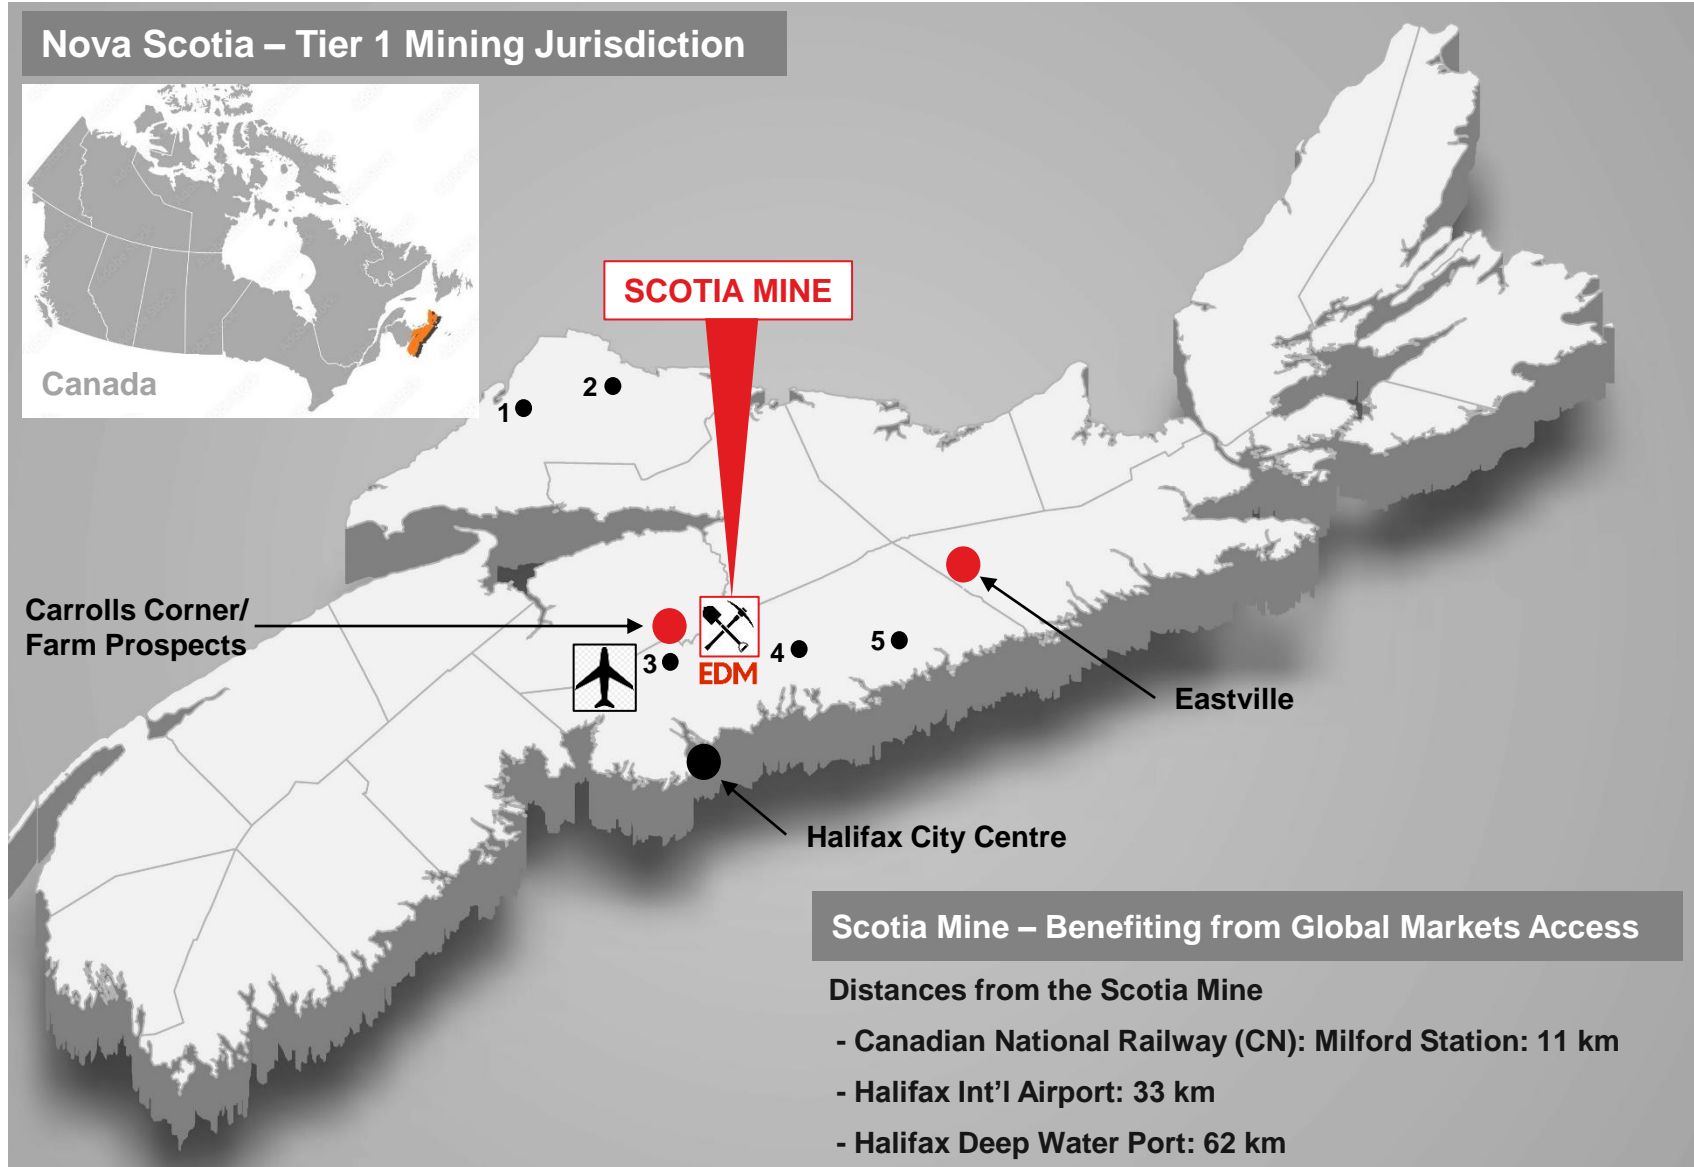 Nova Scotia – Tier 1 Mining Jurisdiction
Canada
SCOTIA MINE
2
1
Carrolls Corner/
Farm Prospects
3
EDM
4
5
Eastville
Halifax City Centre
Scotia Mine – Benefiting from Global Markets Access
Distances from the Scotia Mine
- Canadian National Railway (CN): Milford Station: 11 km
- Halifax Int’l Airport: 33 km
- Halifax Deep Water Port: 62 km